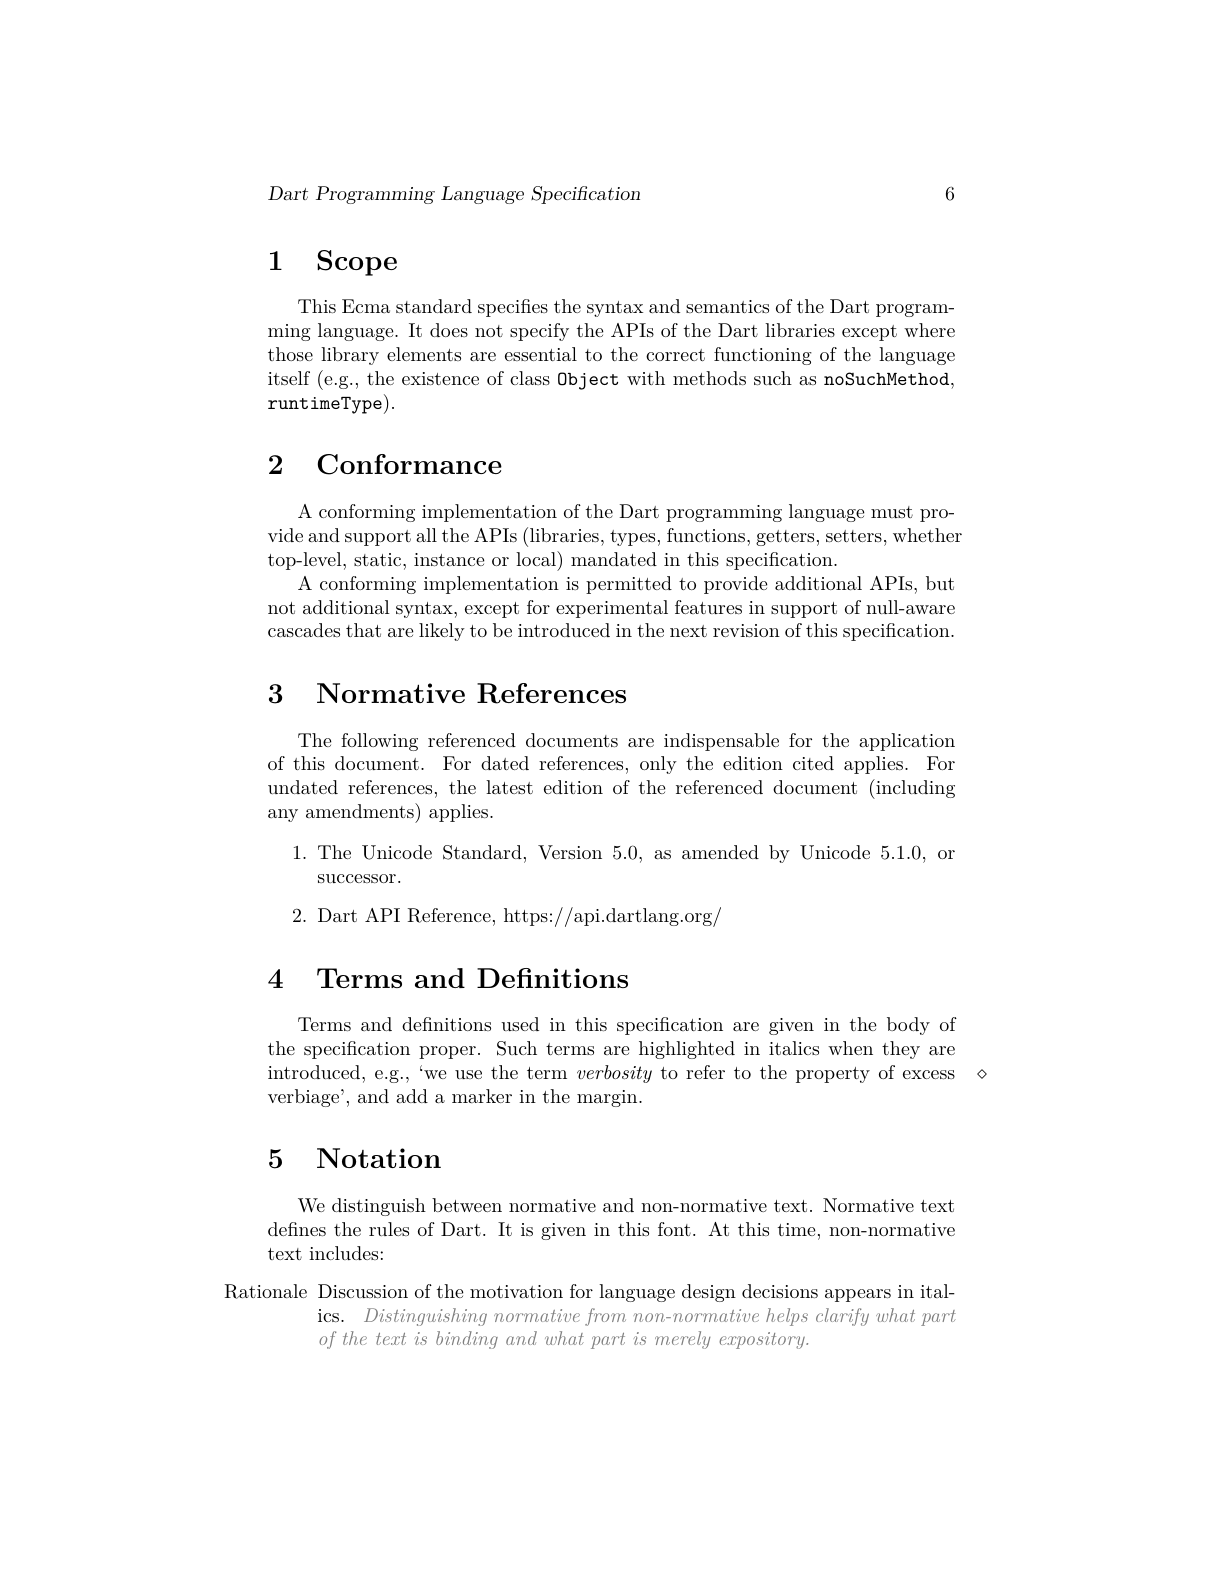 Dart Programming Language Specification 6
1 Scope
This Ecma standard specifies the syntax and semantics of the Dart program-
ming language. It does not specify the APIs of the Dart libraries except where
those library elements are essential to the correct functioning of the language
itself (e.g., the existence of class Object with methods such as noSuchMethod,
runtimeType).
2 Conformance
A conforming implementation of the Dart programming language must pro-
vide and support all the APIs (libraries, types, functions, getters, setters, whether
top-level, static, instance or local) mandated in this specification.
A conforming implementation is permitted to provide additional APIs, but
not additional syntax, except for experimental features in support of null-aware
cascades that are likely to be introduced in the next revision of this specification.
3 Normative References
The following referenced documents are indispensable for the application
of this document. For dated references, only the edition cited applies. For
undated references, the latest edition of the referenced document (including
any amendments) applies.
1. The Unicode Standard, Version 5.0, as amended by Unicode 5.1.0, or
successor.
2. Dart API Reference, https://api.dartlang.org/
4 Terms and Definitions
Terms and definitions used in this specification are given in the body of
the specification proper. Such terms are highlighted in italics when they are
introduced, e.g., ‘we use the term verbosity to refer to the property of excess ⋄
verbiage’, and add a marker in the margin.
5 Notation
We distinguish between normative and non-normative text. Normative text
defines the rules of Dart. It is given in this font. At this time, non-normative
text includes:
Rationale Discussion of the motivation for language design decisions appears in ital-
ics. Distinguishing normative from non-normative helps clarify what part
of the text is binding and what part is merely expository.